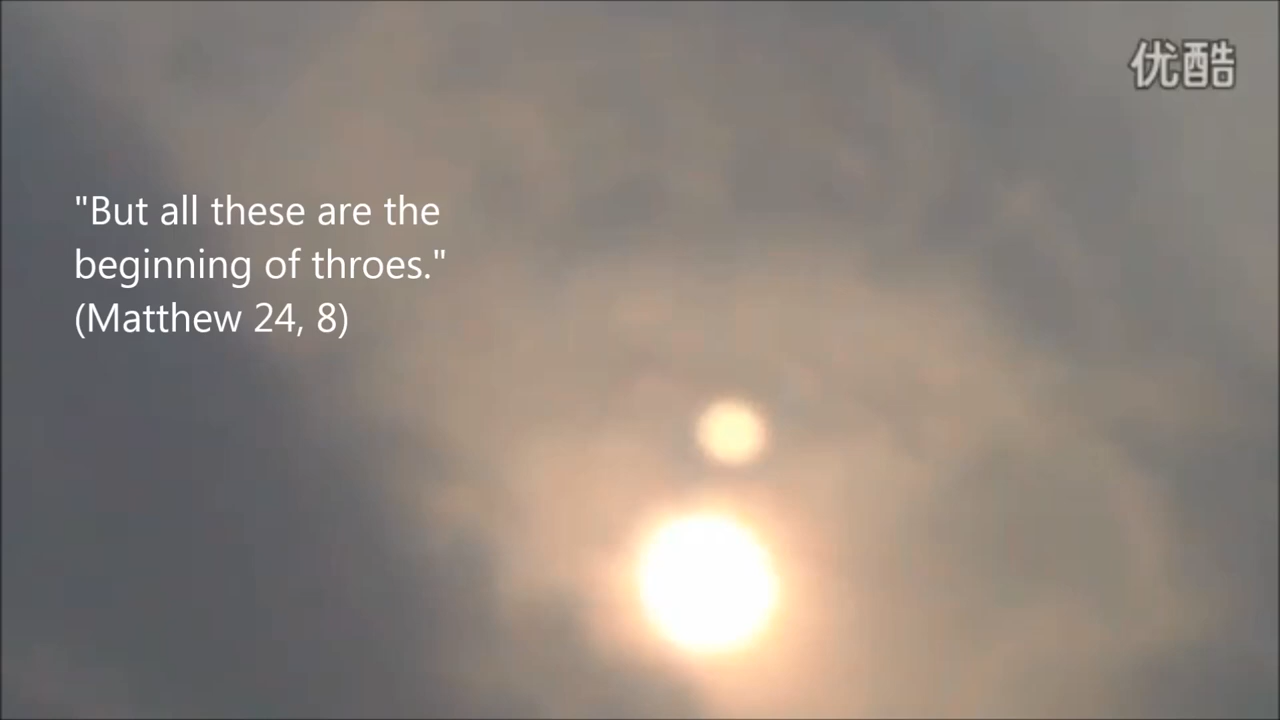 优酷
"But all these are the
beginning of throes."
(Matthew 24, 8)